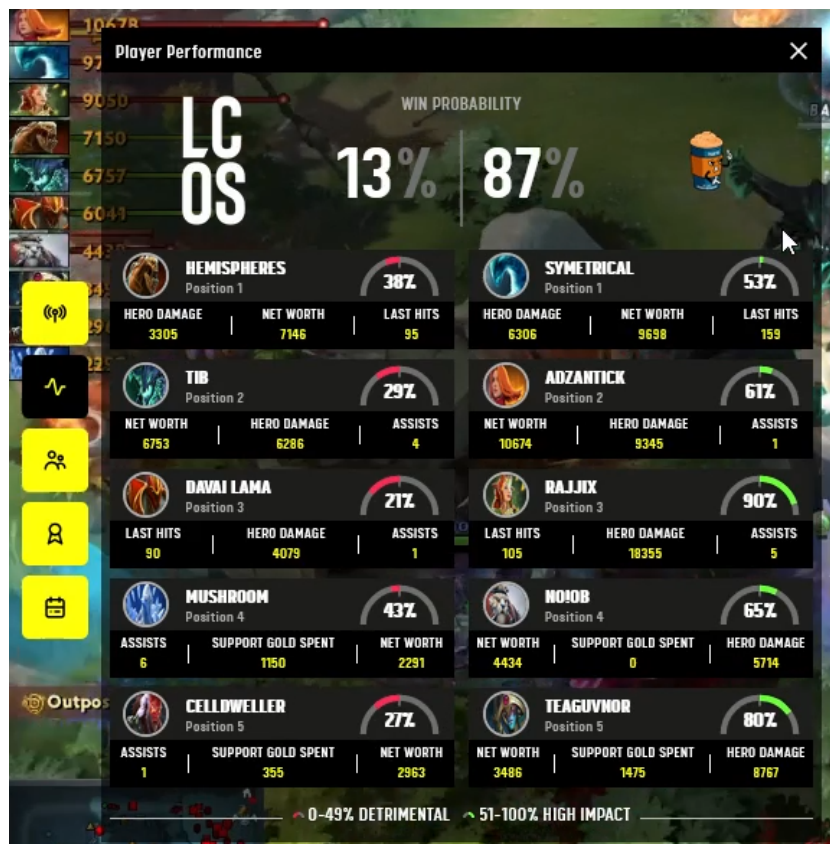 10678
Player Performance
9050
7150
6757
6041
LC
OS
WIN PROBABILITY
13%
87%
HEMISPHERES
Position 1
38%
HERO DAMAGE
NET WORTH
LAST HITS
3305
7146
95
SYMETRICAL
Position 1
53%
HERO DAMAGE
NET WORTH
LAST HITS
6306
9698
159
TIB
Position 2
29%
NET WORTH
HERO DAMAGE
ASSISTS
6753
6286
4
ADZANTICK
Position 2
61%
NET WORTH
HERO DAMAGE
ASSISTS
10674
9345
1
DAVAI LAMA
Position 3
21%
LAST HITS
HERO DAMAGE
ASSISTS
90
4079
1
RAJJIX
Position 3
90%
LAST HITS
HERO DAMAGE
ASSISTS
105
18355
5
MUSHROOM
Position 4
43%
ASSISTS
SUPPORT GOLD SPENT
NET WORTH
6
1150
2291
NO!OB
Position 4
65%
NET WORTH
SUPPORT GOLD SPENT
HERO DAMAGE
4434
0
5714
Outpos
CELLDWELLER
Position 5
27%
ASSISTS
SUPPORT GOLD SPENT
NET WORTH
1
355
2963
TEAGUVNOR
Position 5
80%
NET WORTH
SUPPORT GOLD SPENT
HERO DAMAGE
3486
1475
8767
0-49% DETRIMENTAL
51-100% HIGH IMPACT